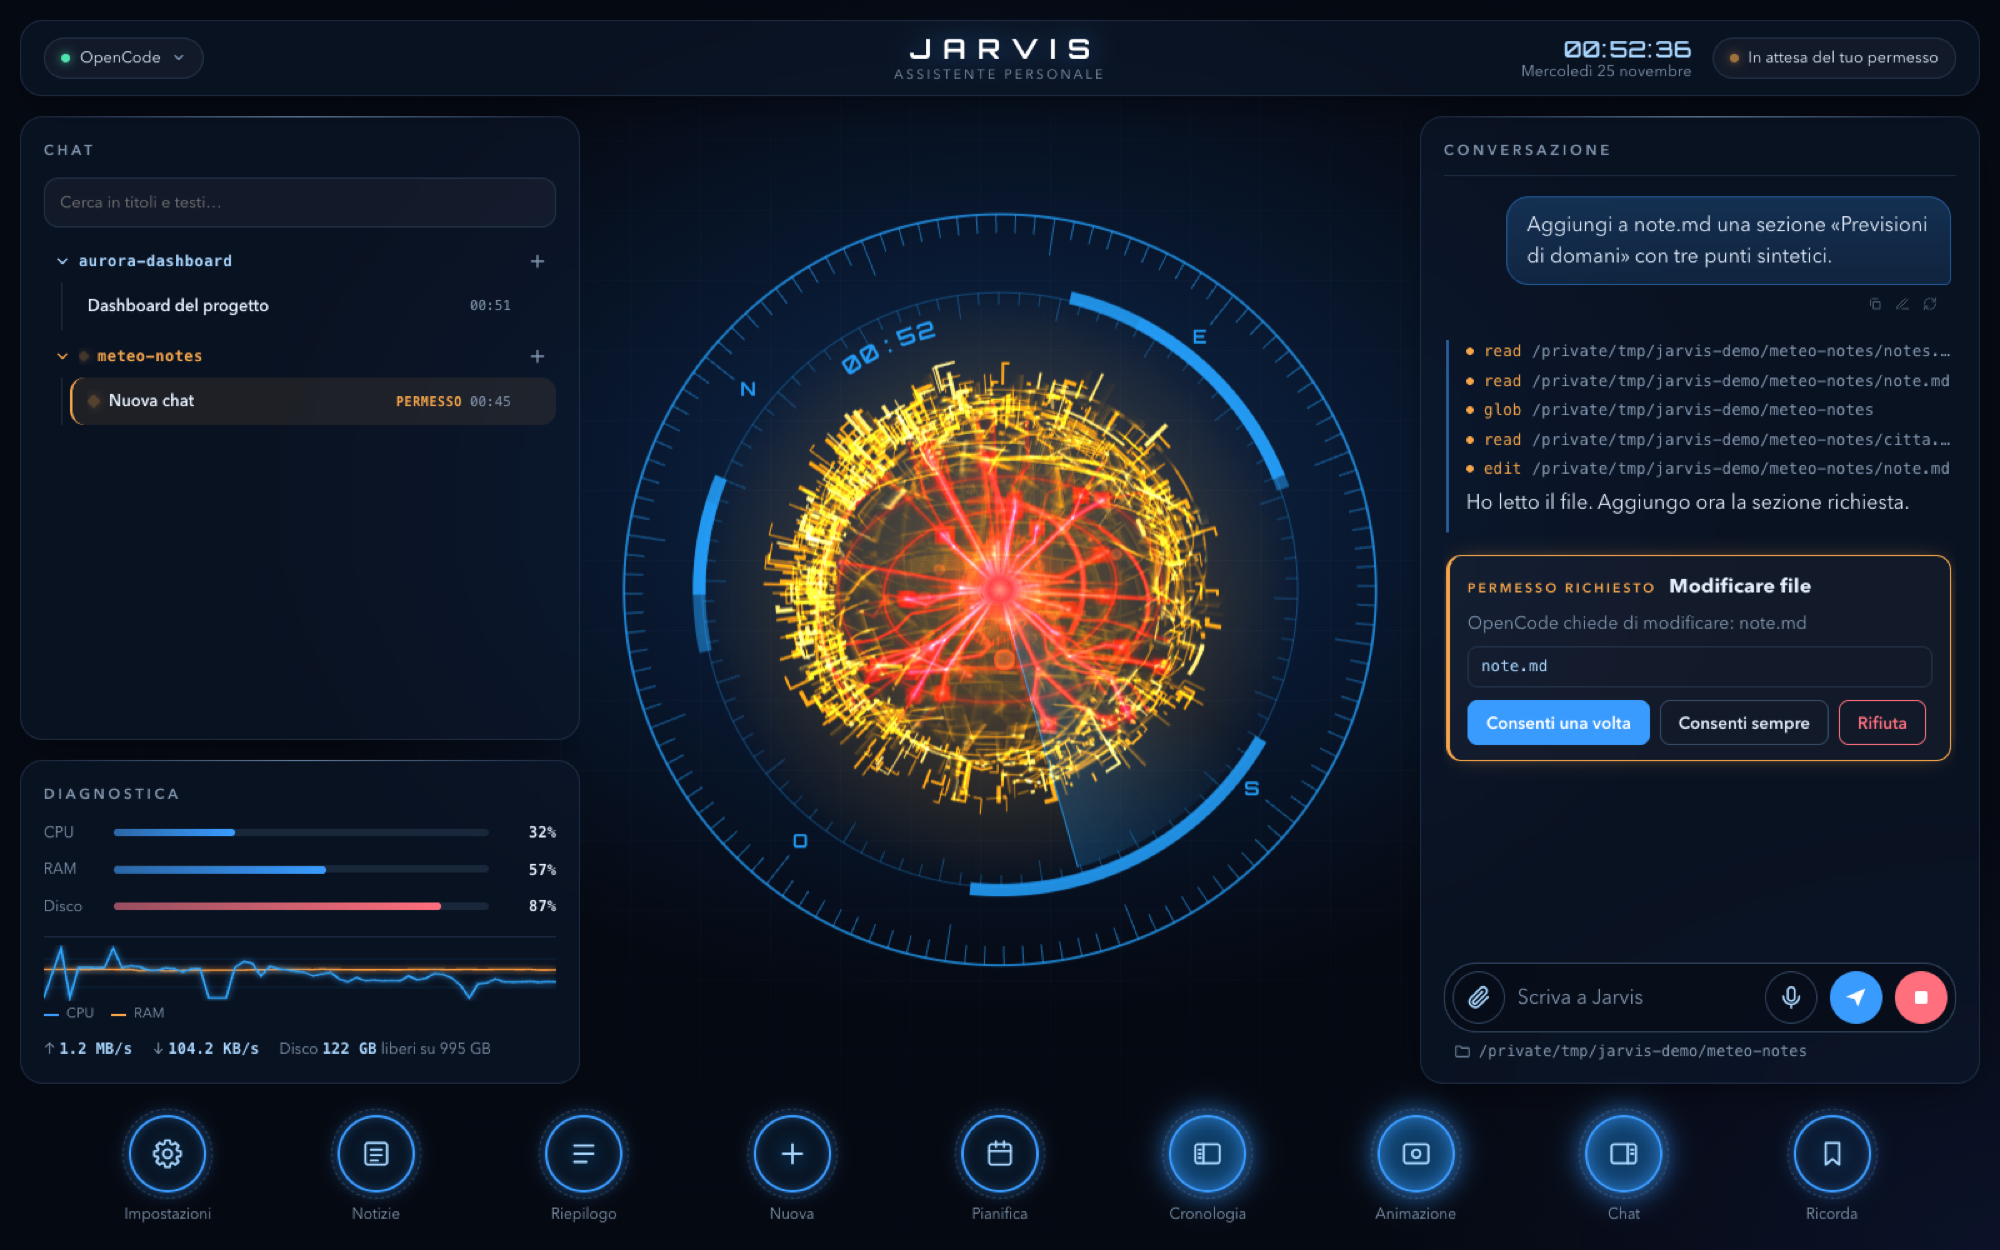 OpenCode
JARVIS
ASSISTENTE PERSONALE
00:52:36
Mercoledì 25 novembre
In attesa del tuo permesso
CHAT
Cerca in titoli e testi…
aurora-dashboard
Dashboard del progetto 00:51
meteo-notes
Nuova chat PERMESSO 00:45
DIAGNOSTICA
CPU 32%
RAM 57%
Disco 87%
CPU RAM
↑ 1.2 MB/s ↓ 104.2 KB/s Disco 122 GB liberi su 995 GB
00:52
N
E
S
O
CONVERSAZIONE
Aggiungi a note.md una sezione «Previsioni
di domani» con tre punti sintetici.
read /private/tmp/jarvis-demo/meteo-notes/notes.…
read /private/tmp/jarvis-demo/meteo-notes/note.md
glob /private/tmp/jarvis-demo/meteo-notes
read /private/tmp/jarvis-demo/meteo-notes/citta.…
edit /private/tmp/jarvis-demo/meteo-notes/note.md
Ho letto il file. Aggiungo ora la sezione richiesta.
PERMESSO RICHIESTO Modificare file
OpenCode chiede di modificare: note.md
note.md
Consenti una volta Consenti sempre Rifiuta
Scriva a Jarvis
/private/tmp/jarvis-demo/meteo-notes
Impostazioni Notizie Riepilogo Nuova Pianifica Cronologia Animazione Chat Ricorda